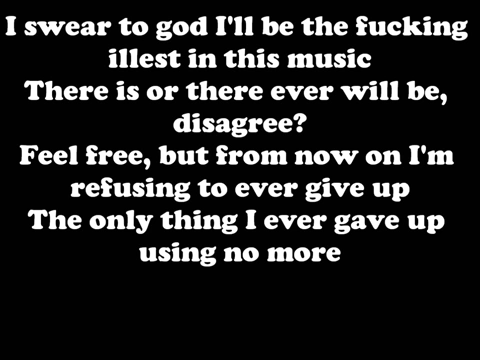 I swear to god I'll be the fucking
illest in this music
There is or there ever will be,
disagree?
Feel free, but from now on I'm
refusing to ever give up
The only thing I ever gave up
using no more